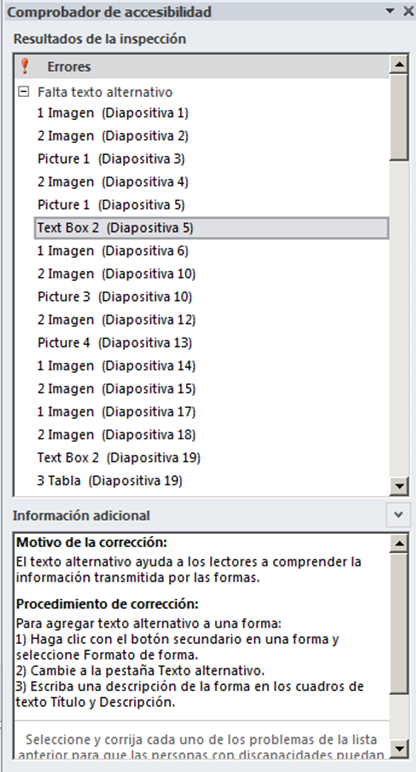 Comprobador de accesibilidad
Resultados de la inspección
Errores
Falta texto alternativo
1 Imagen (Diapositiva 1)
2 Imagen (Diapositiva 2)
Picture 1 (Diapositiva 3)
2 Imagen (Diapositiva 4)
Picture 1 (Diapositiva 5)
Text Box 2 (Diapositiva 5)
1 Imagen (Diapositiva 6)
2 Imagen (Diapositiva 10)
Picture 3 (Diapositiva 10)
2 Imagen (Diapositiva 12)
Picture 4 (Diapositiva 13)
1 Imagen (Diapositiva 14)
2 Imagen (Diapositiva 15)
1 Imagen (Diapositiva 17)
2 Imagen (Diapositiva 18)
Text Box 2 (Diapositiva 19)
3 Tabla (Diapositiva 19)
Información adicional
Motivo de la corrección:
El texto alternativo ayuda a los lectores a comprender la
información transmitida por las formas.
Procedimiento de corrección:
Para agregar texto alternativo a una forma:
1) Haga clic con el botón secundario en una forma y
seleccione Formato de forma.
2) Cambie a la pestaña Texto alternativo.
3) Escriba una descripción de la forma en los cuadros de
texto Título y Descripción.
Seleccione y corrija cada uno de los problemas de la lista
anterior para que las personas con discapacidades puedan